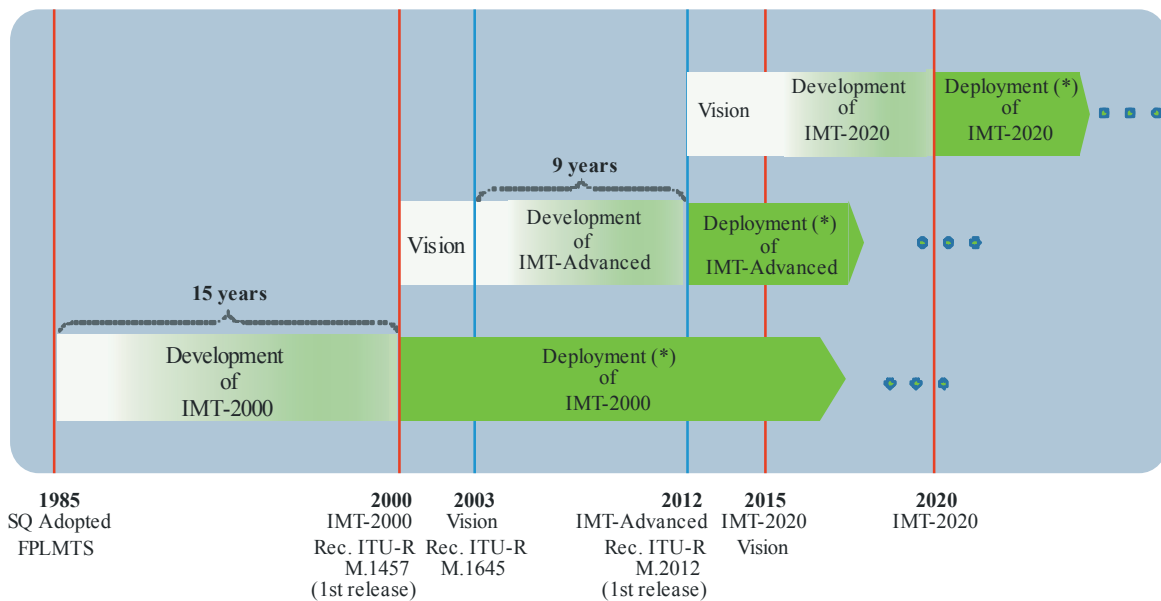 Vision
Development
of
IMT-2020
Deployment (*)
of
IMT-2020
9 years
Vision
Development
of
IMT-Advanced
Deployment (*)
of
IMT-Advanced
15 years
Development
of
IMT-2000
Deployment (*)
of
IMT-2000
1985
SQ Adopted
FPLMTS
2000
IMT-2000
Rec. ITU-R
M.1457
(1st release)
2003
Vision
Rec. ITU-R
M.1645
2012
IMT-Advanced
Rec. ITU-R
M.2012
(1st release)
2015
IMT-2020
Vision
2020
IMT-2020